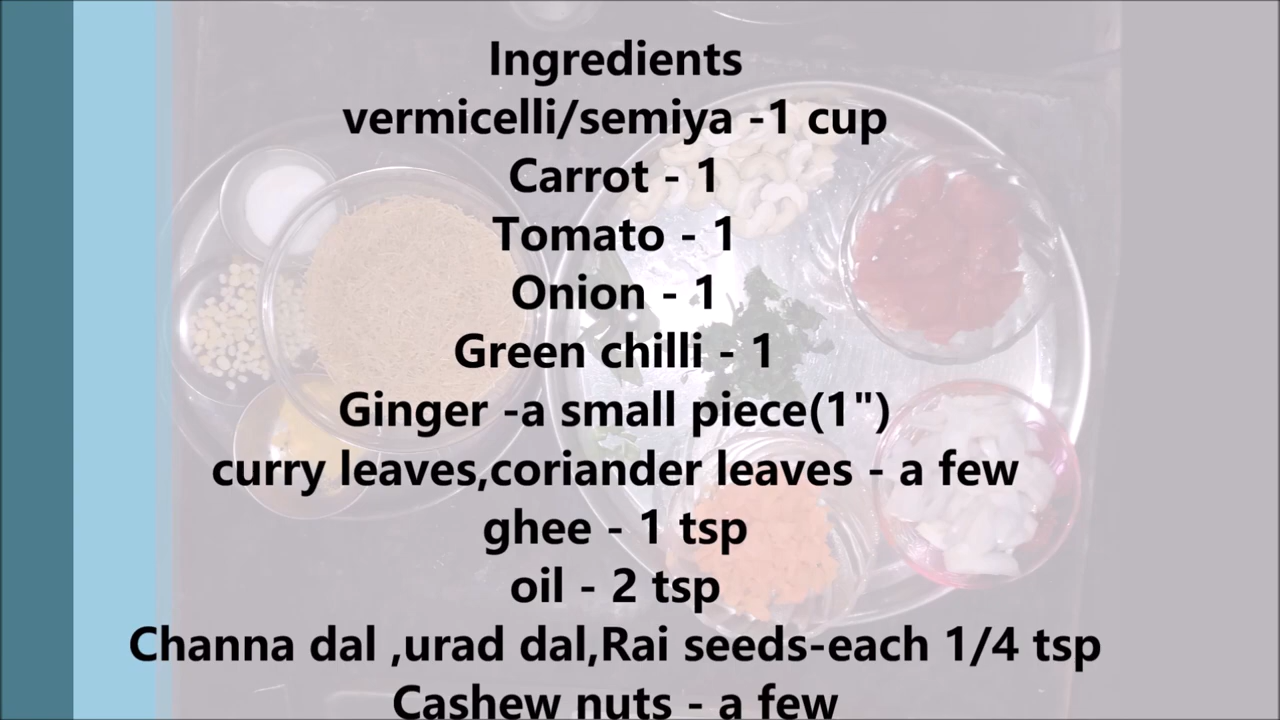 Ingredients
vermicelli/semiya -1 cup
Carrot - 1
Tomato - 1
Onion - 1
Green chilli - 1
Ginger -a small piece(1")
curry leaves,coriander leaves - a few
ghee - 1 tsp
oil - 2 tsp
Channa dal ,urad dal,Rai seeds-each 1/4 tsp
Cashew nuts - a few